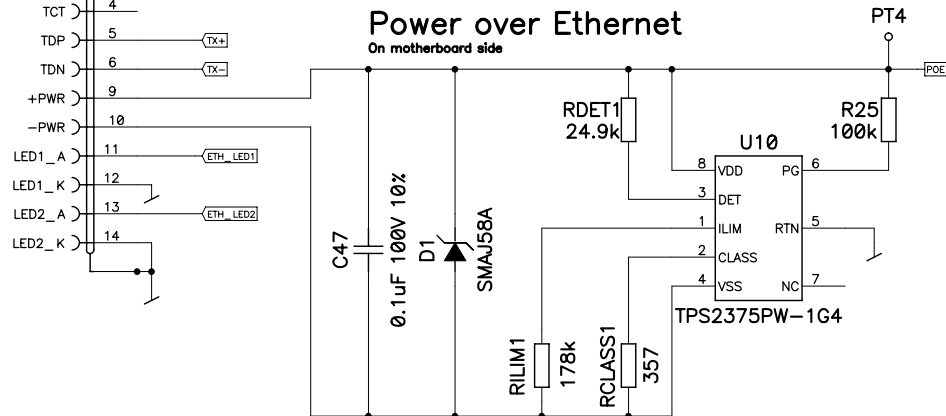 Power over Ethernet
On motherboard side
TCT 4
TDP 5 TX+
TDN 6 TX-
+PWR 9
-PWR 10
LED1_A 11 ETH_LED1
LED1_K 12
LED2_A 13 ETH_LED2
LED2_K 14
C47
0.1uF 100V 10%
D1
SMAJ58A
RDET1
24.9k
RILIM1
178k
RCLASS1
357
PT4
POE
R25
100k
U10
8 VDD PG 6
3 DET
1 ILIM RTN 5
2 CLASS
4 VSS NC 7
TPS2375PW-1G4